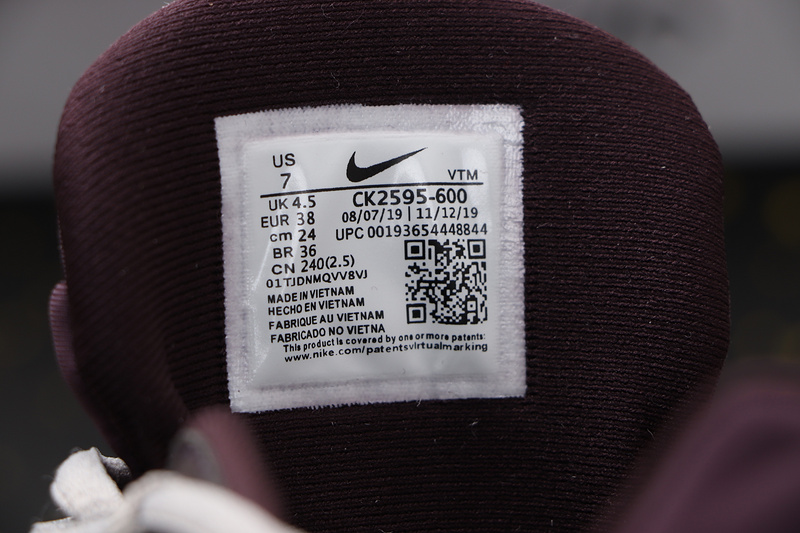 US
7
VTM
UK 4.5
CK2595-600
EUR 38
08/07/19 | 11/12/19
cm 24
UPC 00193654448844
BR 36
CN 240(2.5)
01TJDNMQVV8VJ
MADE IN VIETNAM
HECHO EN VIETNAM
FABRIQUE AU VIETNAM
FABRICADO NO VIETNA
This product is covered by one or more patents:
www.nike.com/patentsvirtualmarking